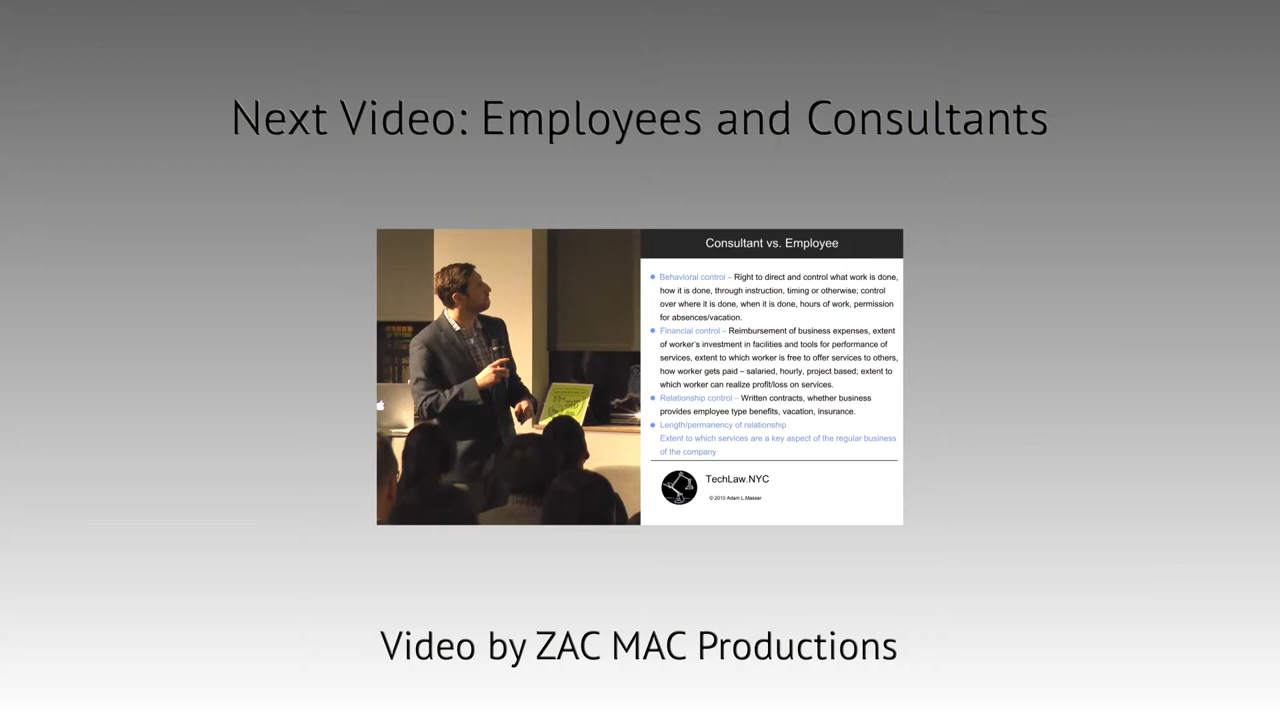 Next Video: Employees and Consultants
Consultant vs. Employee
Behavioral control – Right to direct and control what work is done,
how it is done, through instruction, timing or otherwise; control
over where it is done, when it is done, hours of work, permission
for absences/vacation.
Financial control – Reimbursement of business expenses, extent
of worker's investment in facilities and tools for performance of
services, extent to which worker is free to offer services to others,
how worker gets paid – salaried, hourly, project based; extent to
which worker can realize profit/loss on services.
Relationship control – Written contracts, whether business
provides employee type benefits, vacation, insurance.
Length/permanency of relationship
Extent to which services are a key aspect of the regular business
of the company
TechLaw.NYC
© 2015 Adam L.Masser
Video by ZAC MAC Productions